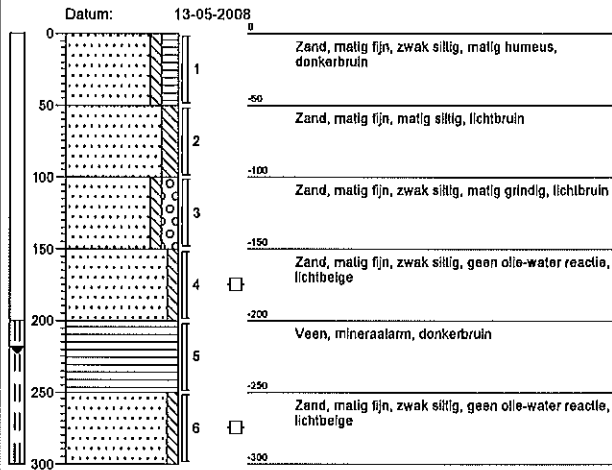 Datum: 13-05-2008
0
0
Zand, matig fijn, zwak siltig, matig humeus,
donkerbruin
1
50
-50
Zand, matig fijn, matig siltig, lichtbruin
2
100
-100
Zand, matig fijn, zwak siltig, matig grindig, lichtbruin
3
150
-150
Zand, matig fijn, zwak siltig, geen olie-water reactie,
lichtbeige
4
200
-200
Veen, mineraalarm, donkerbruin
5
250
-250
Zand, matig fijn, zwak siltig, geen olie-water reactie,
lichtbeige
6
300
-300